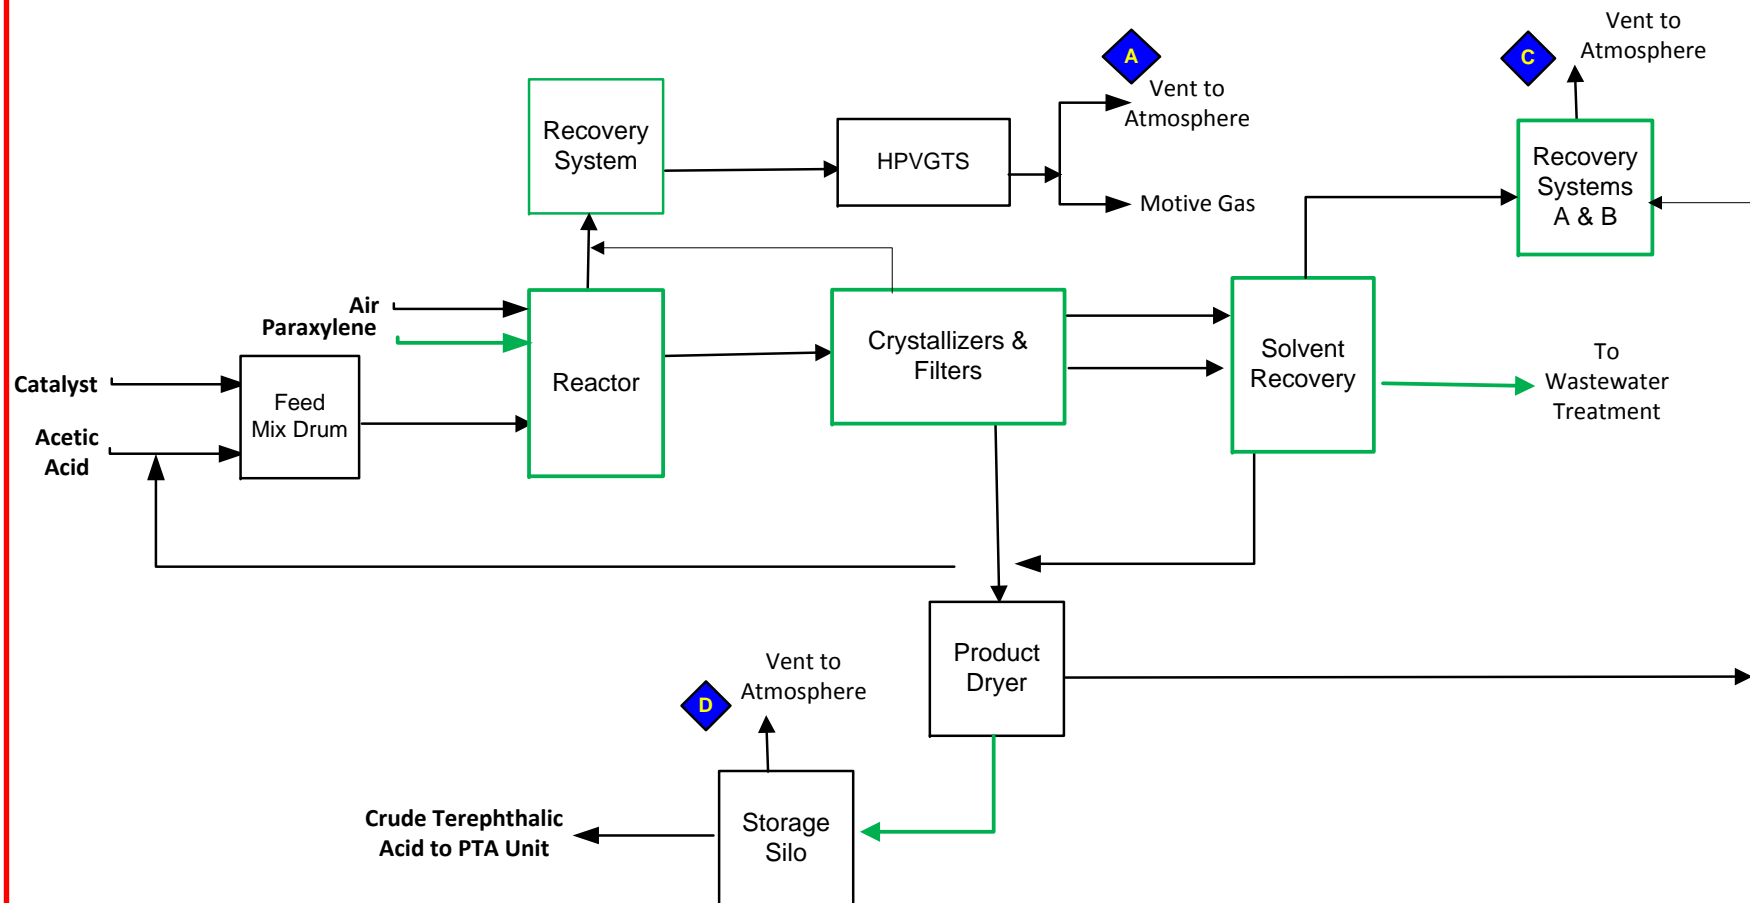 Vent to
Atmosphere
C
A
Vent to
Atmosphere
Recovery
System
HPVGTS
Recovery
Systems
A & B
Motive Gas
Air
Paraxylene
Catalyst
Acetic
Acid
Feed
Mix Drum
Reactor
Crystallizers &
Filters
Solvent
Recovery
To
Wastewater
Treatment
Product
Dryer
Vent to
Atmosphere
D
Storage
Silo
Crude Terephthalic
Acid to PTA Unit